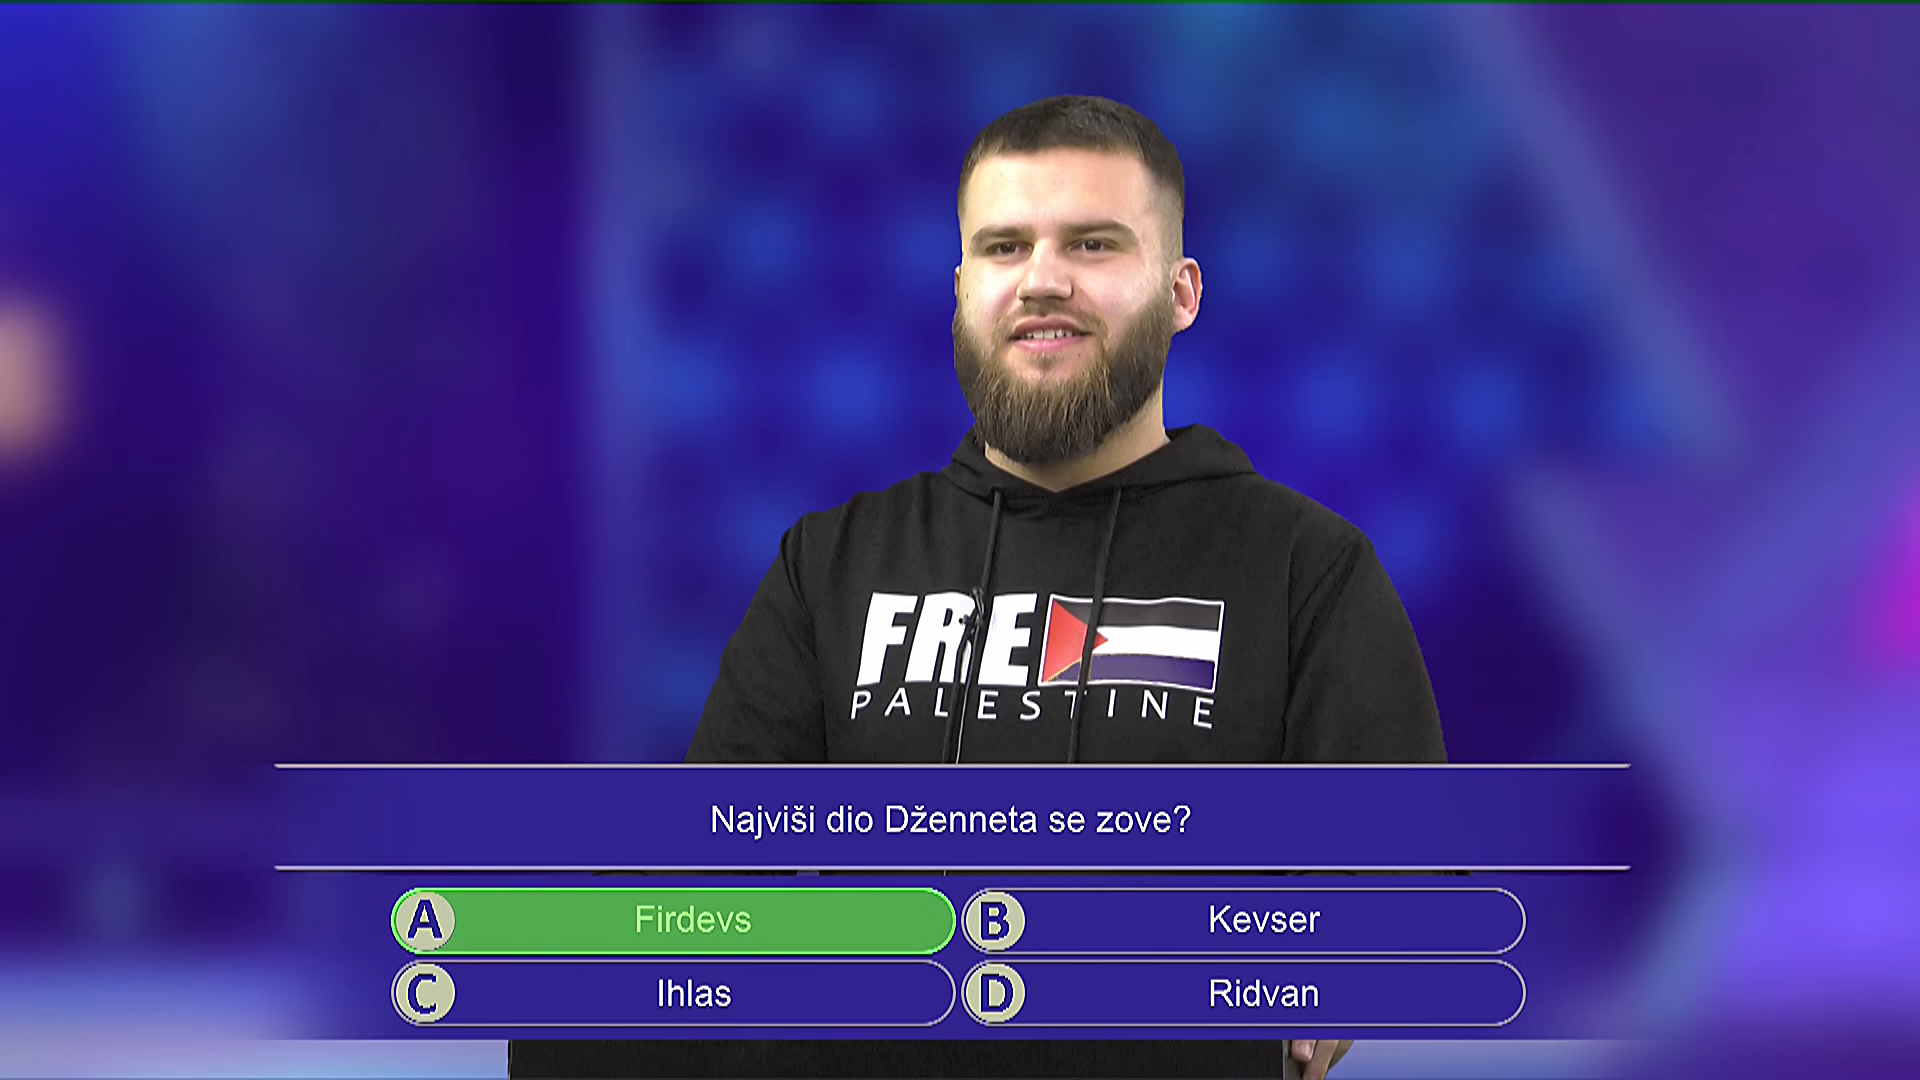 FREE
PALESTINE
Najviši dio Dženneta se zove?
A Firdevs
B Kevser
C Ihlas
D Ridvan